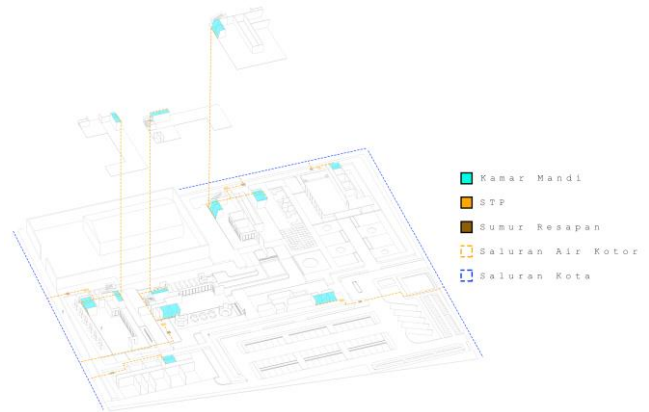 Kamar Mandi
STP
Sumur Resapan
Saluran Air Kotor
Saluran Kota